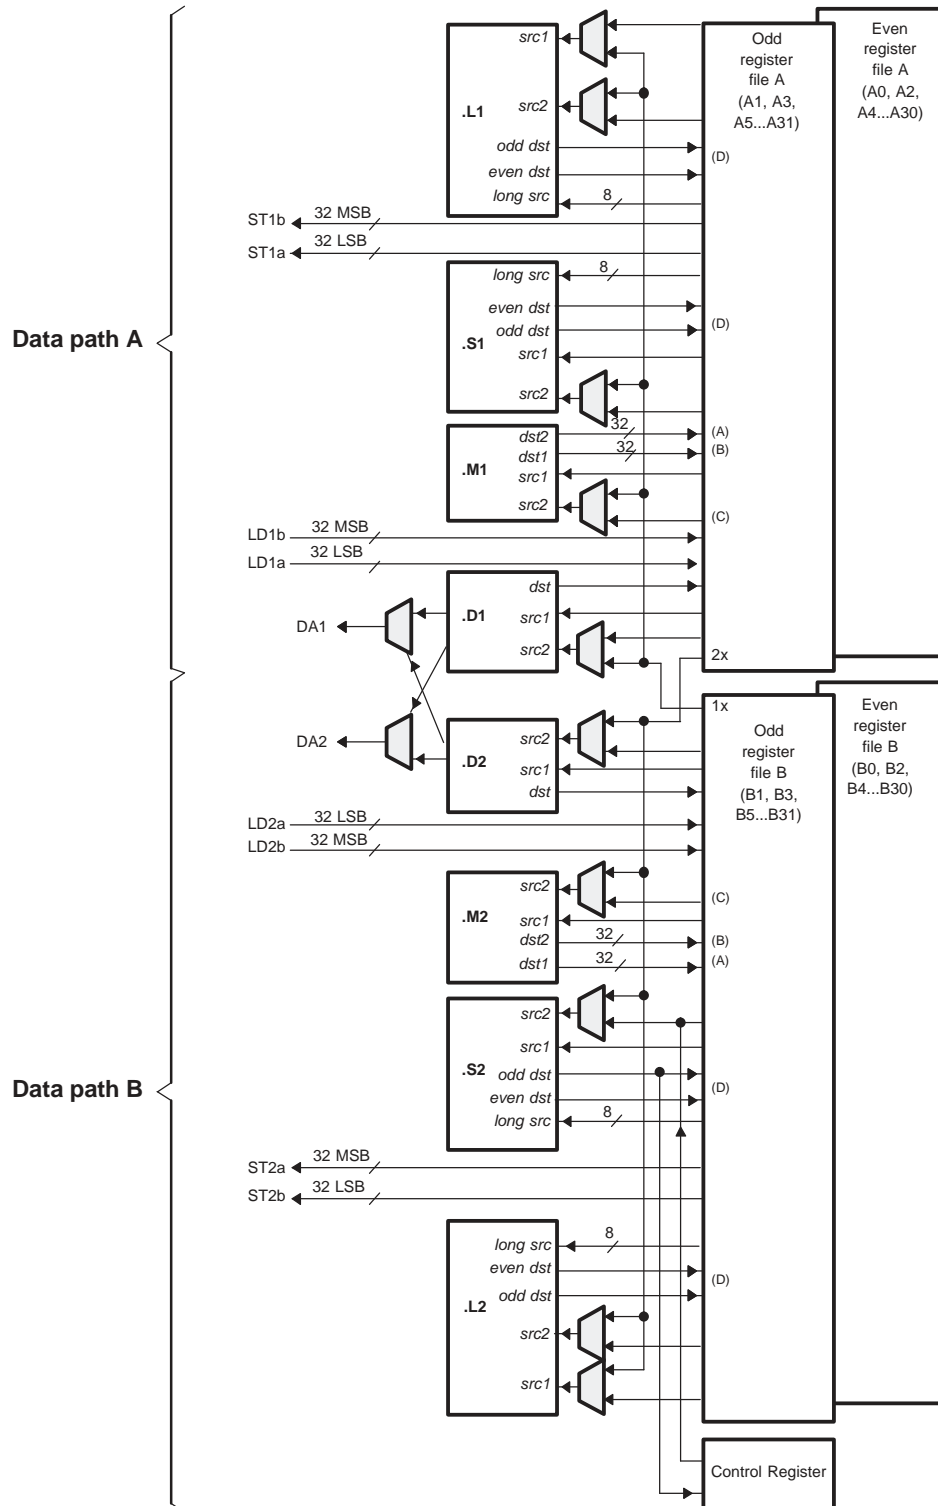 Even
register
file A
(A0, A2,
A4...A30)
Odd
register
file A
(A1, A3,
A5...A31)
src1
.L1
src2
odd dst
(D)
even dst
long src
8
ST1b
32 MSB
ST1a
32 LSB
long src
8
even dst
(D)
odd dst
.S1
src1
src2
Data path A
dst2
32
(A)
dst1
32
(B)
.M1
src1
src2
(C)
LD1b
32 MSB
LD1a
32 LSB
dst
.D1
src1
DA1
src2
2x
1x
Even
register
file B
(B0, B2,
B4...B30)
Odd
register
file B
(B1, B3,
B5...B31)
DA2
src2
.D2
src1
dst
LD2a
32 LSB
LD2b
32 MSB
src2
(C)
.M2
src1
dst2
32
(B)
dst1
32
(A)
src2
src1
.S2
odd dst
(D)
even dst
long src
8
Data path B
ST2a
32 MSB
ST2b
32 LSB
long src
8
even dst
(D)
odd dst
.L2
src2
src1
Control Register